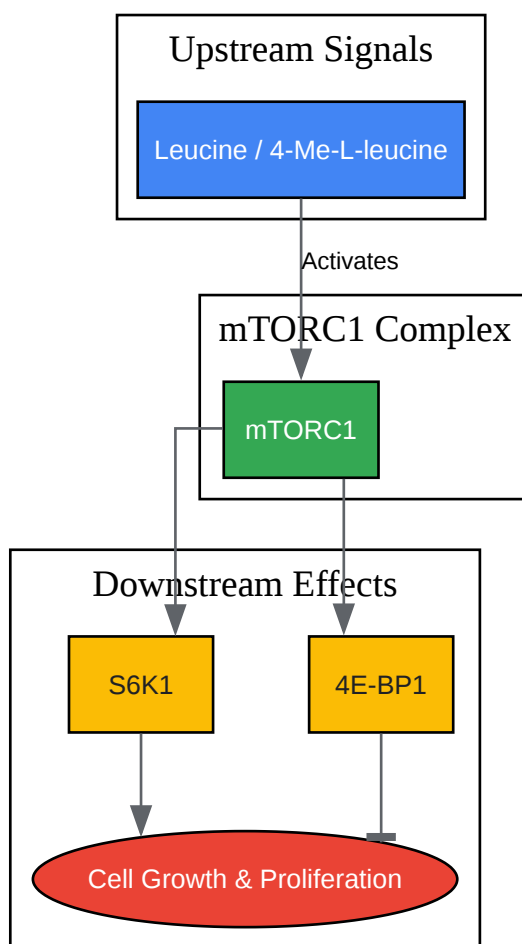 Upstream Signals
Leucine / 4-Me-L-leucine
Activates
mTORC1 Complex
mTORC1
Downstream Effects
S6K1
4E-BP1
Cell Growth & Proliferation